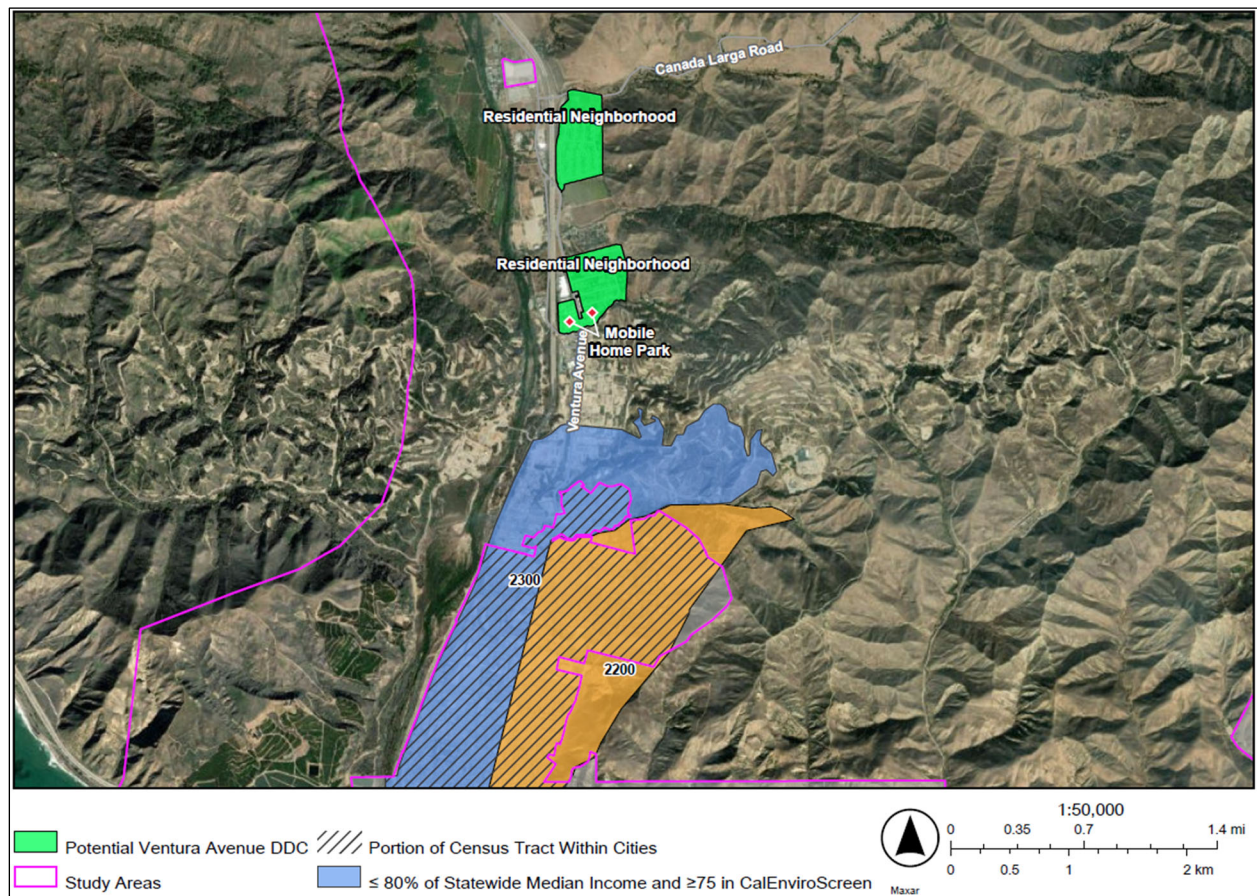 Canada Larga Road
Residential Neighborhood
Residential Neighborhood
Mobile
Home Park
Ventura Avenue
2300
2200
Potential Ventura Avenue DDC
Portion of Census Tract Within Cities
Study Areas
≤ 80% of Statewide Median Income and ≥75 in CalEnviroScreen
1:50,000
0 0.35 0.7 1.4 mi
0 0.5 1 2 km
Maxar